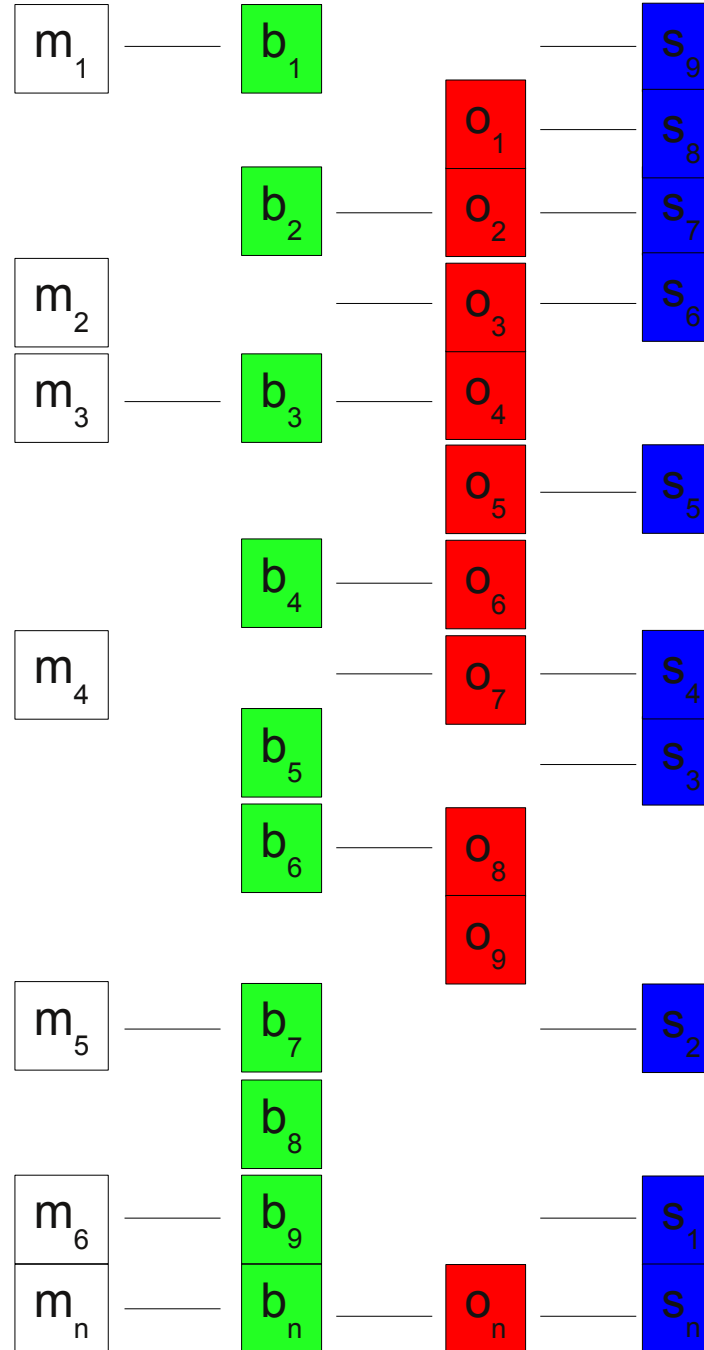 m₁ b₁ s₉
o₁ s₈
b₂ o₂ s₇
m₂ o₃ s₆
m₃ b₃ o₄
o₅ s₅
b₄ o₆
m₄ o₇ s₄
b₅ s₃
b₆ o₈
o₉
m₅ b₇ s₂
b₈
m₆ b₉ s₁
mₙ bₙ oₙ sₙ